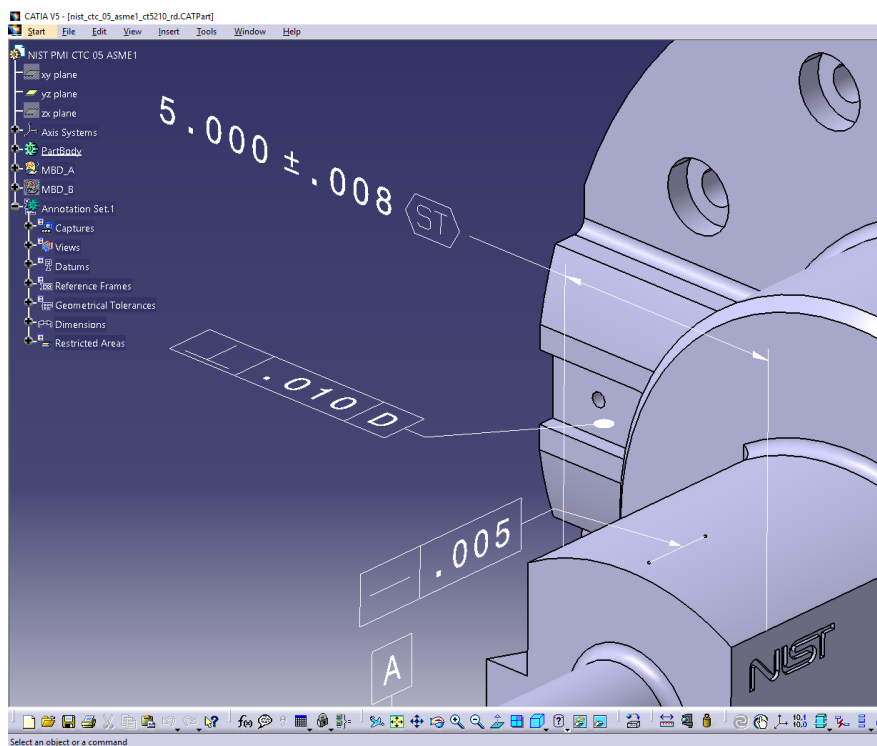 CATIA V5 - [nist_ctc_05_asme1_ct5210_rd.CATPart]
Start File Edit View Insert Tools Window Help
NIST PMI CTC 05 ASME1
xy plane
yz plane
zx plane
Axis Systems
PartBody
MBD_A
MBD_B
Annotation Set.1
Captures
Views
Datums
Reference Frames
Geometrical Tolerances
Dimensions
Restricted Areas
5.000 ±.008 ST
.010 D
.005
A
NIST
Select an object or a command